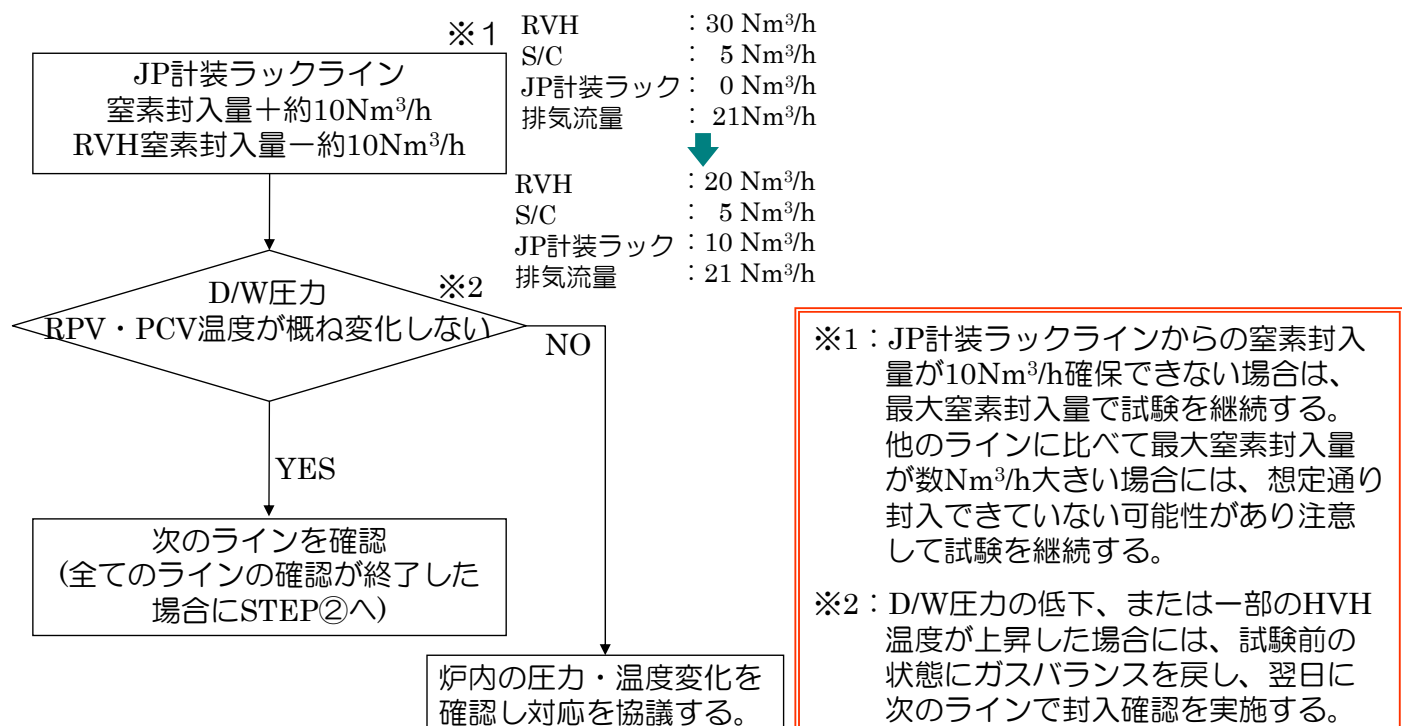 ※1
JP計装ラックライン
窒素封入量+約10Nm³/h
RVH窒素封入量-約10Nm³/h
RVH :30 Nm³/h
S/C : 5 Nm³/h
JP計装ラック: 0 Nm³/h
排気流量 : 21Nm³/h
RVH :20 Nm³/h
S/C : 5 Nm³/h
JP計装ラック:10 Nm³/h
排気流量 :21 Nm³/h
※2
D/W圧力
RPV・PCV温度が概ね変化しない
NO
YES
次のラインを確認
(全てのラインの確認が終了した
場合にSTEP②へ)
炉内の圧力・温度変化を
確認し対応を協議する。
※1:JP計装ラックラインからの窒素封入
量が10Nm³/h確保できない場合は、
最大窒素封入量で試験を継続する。
他のラインに比べて最大窒素封入量
が数Nm³/h大きい場合には、想定通り
封入できていない可能性があり注意
して試験を継続する。
※2:D/W圧力の低下、または一部のHVH
温度が上昇した場合には、試験前の
状態にガスバランスを戻し、翌日に
次のラインで封入確認を実施する。